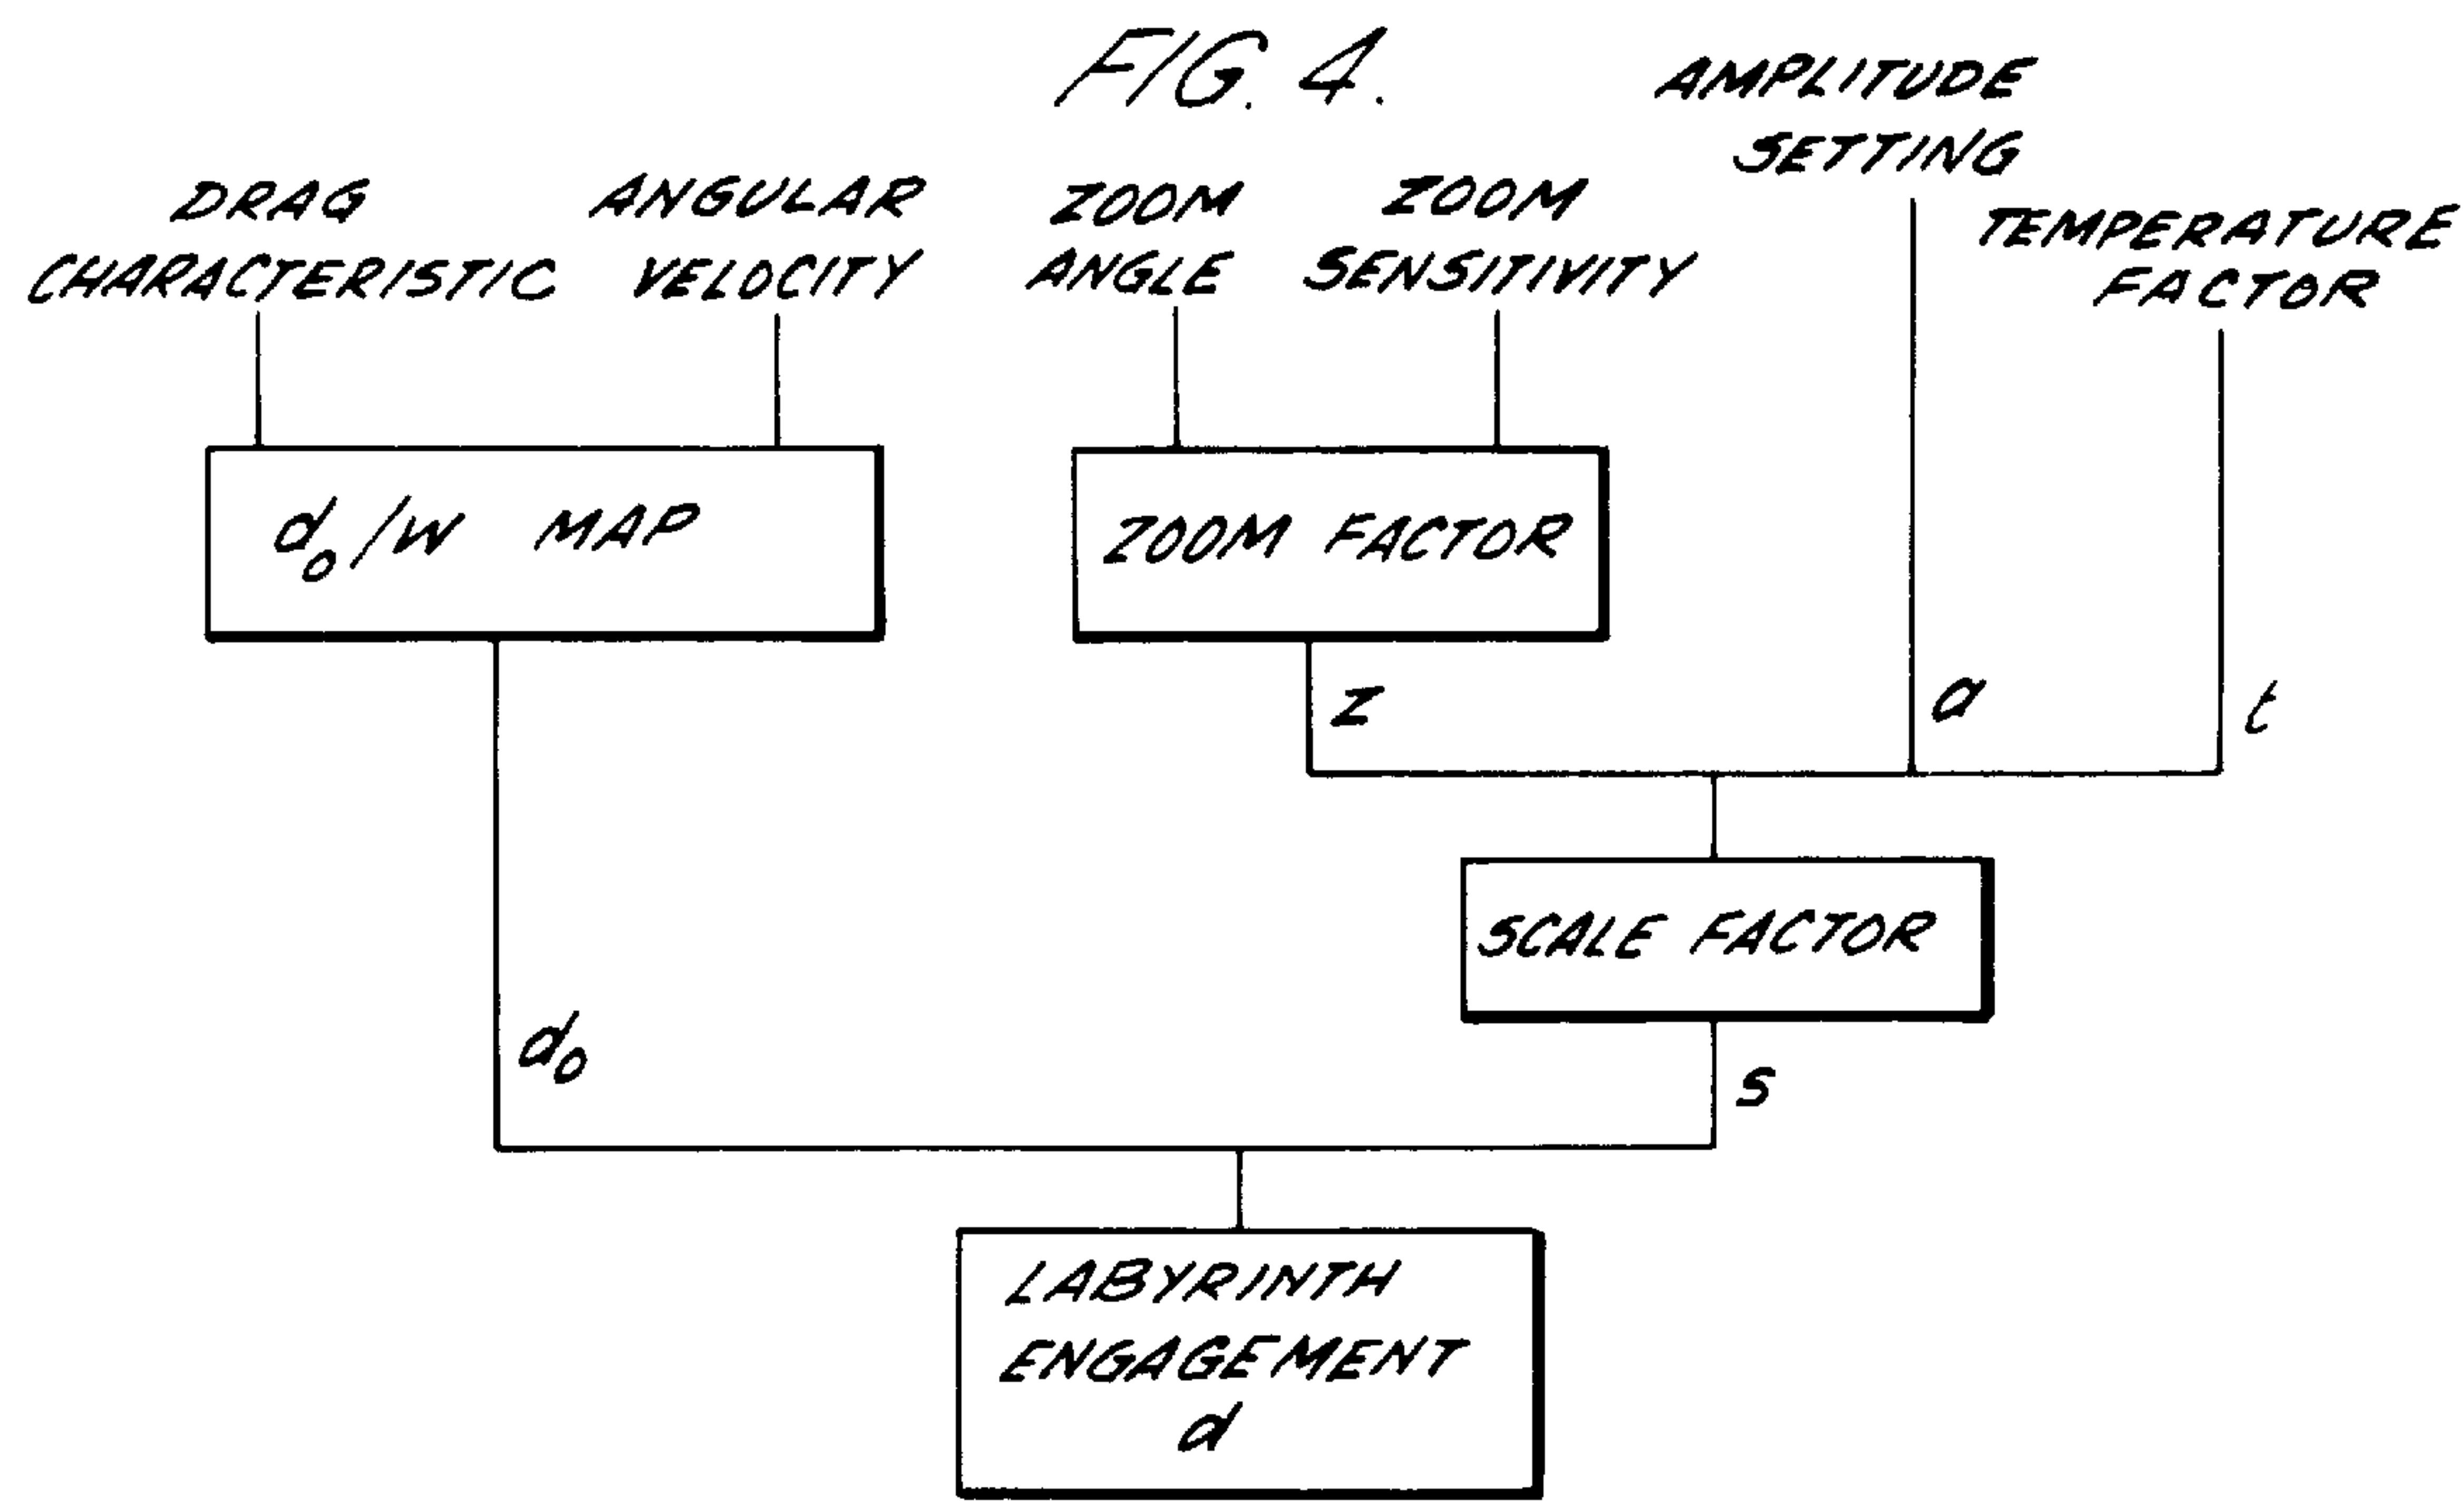 FIG. 4.
AMPLITUDE
SETTING
DRAG
CHARACTERISTIC
ANGULAR
VELOCITY
ZOOM
ANGLE
ZOOM
SENSITIVITY
TEMPERATURE
FACTOR
d₀/W MAP
ZOOM FACTOR
z
a
t
SCALE FACTOR
d₀
s
LABYRINTH
ENGAGEMENT
d